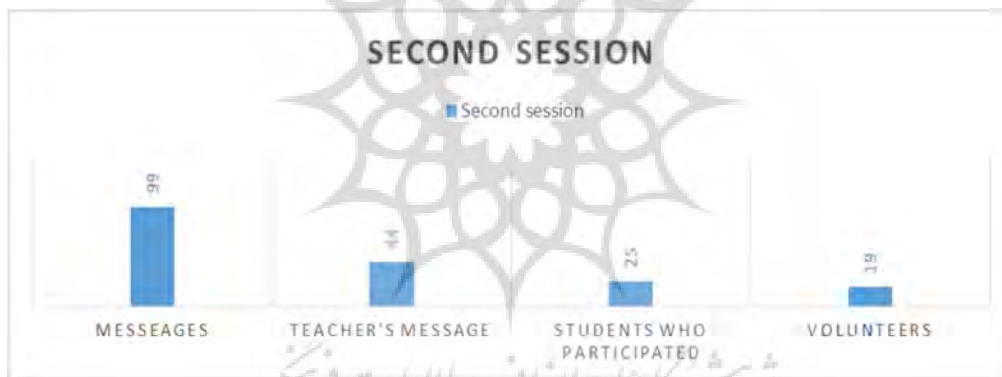 SECOND SESSION
Second session
99
44
25
19
MESSEAGES
TEACHER'S MESSAGE
STUDENTS WHO
PARTICIPATED
VOLUNTEERS